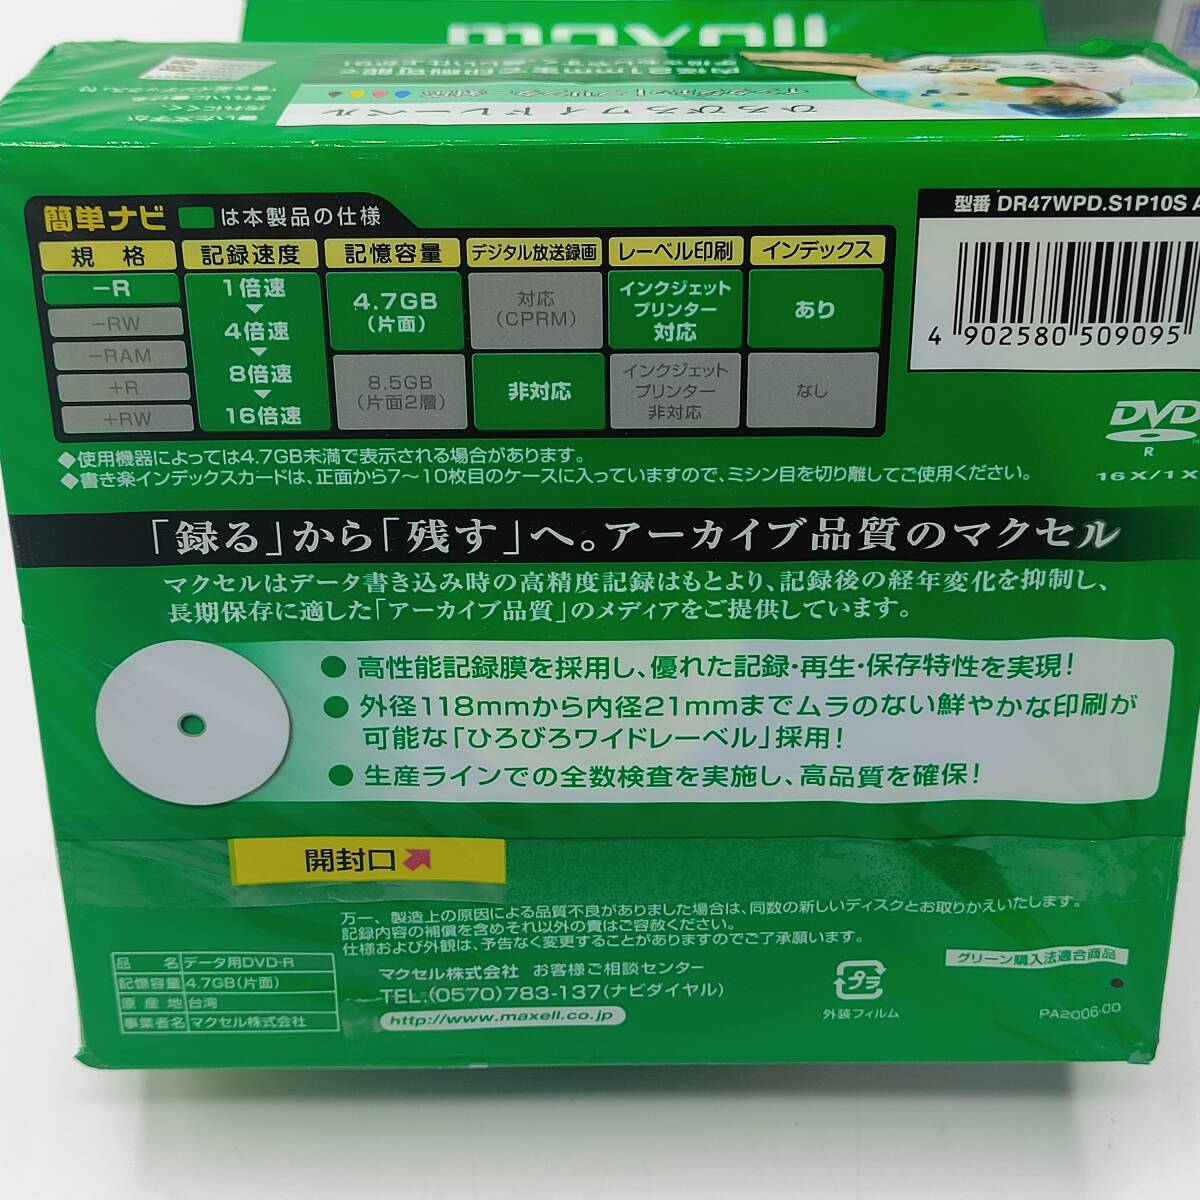 maxell
ひろびろワイドレーベル
インクジェットプリンター対応
簡単ナビ は本製品の仕様
規格 記録速度 記憶容量 デジタル放送録画 レーベル印刷 インデックス
-R
-RW
-RAM
+R
+RW
1倍速
4倍速
8倍速
16倍速
4.7GB
(片面)
8.5GB
(片面2層)
対応
(CPRM)
非対応
インクジェット
プリンター
対応
インクジェット
プリンター
非対応
あり
なし
型番 DR47WPD.S1P10S A
4 902580 509095
DVD
R
16X/1X
◆使用機器によっては4.7GB未満で表示される場合があります。
◆書き楽インデックスカードは、正面から7〜10枚目のケースに入っていますので、ミシン目を切り離してご使用ください。
「録る」から「残す」へ。アーカイブ品質のマクセル
マクセルはデータ書き込み時の高精度記録はもとより、記録後の経年変化を抑制し、
長期保存に適した「アーカイブ品質」のメディアをご提供しています。
●高性能記録膜を採用し、優れた記録・再生・保存特性を実現!
●外径118mmから内径21mmまでムラのない鮮やかな印刷が
可能な「ひろびろワイドレーベル」採用!
●生産ラインでの全数検査を実施し、高品質を確保!
開封口
万一、製造上の原因による品質不良がありました場合は、同数の新しいディスクとお取りかえいたします。
記録内容の補償を含めそれ以外の責はご容赦ください。
仕様および外観は、予告なく変更することがありますのでご了承願います。
品名 データ用DVD-R
記憶容量 4.7GB(片面)
原産地 台湾
事業者名 マクセル株式会社
マクセル株式会社 お客様ご相談センター
TEL.(0570)783-137(ナビダイヤル)
http://www.maxell.co.jp
プラ
外装フィルム
グリーン購入法適合商品
PA2006-00